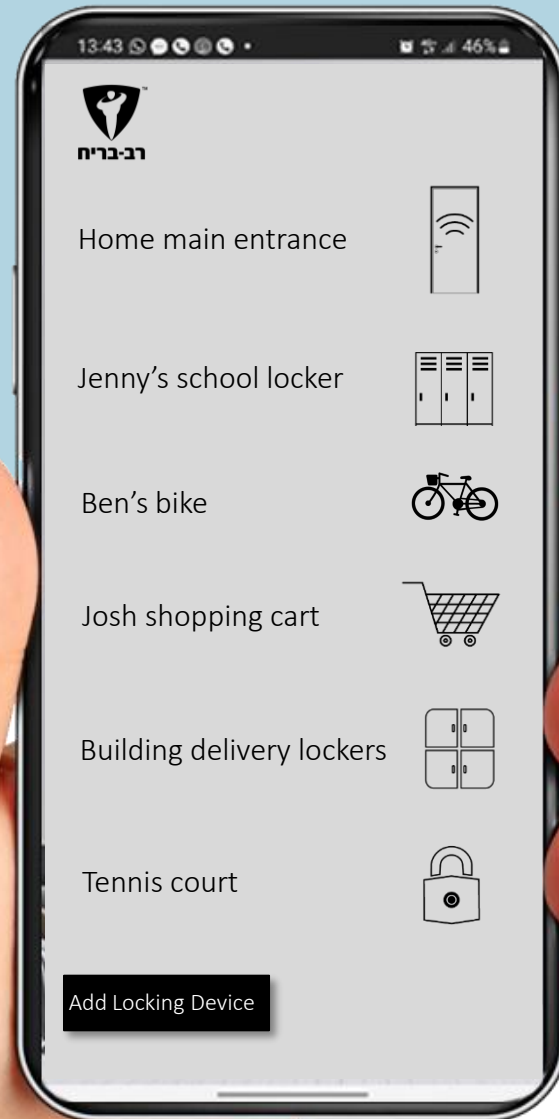 13:43
46%
™
רב-בריח
Home main entrance
Jenny’s school locker
Ben’s bike
Josh shopping cart
Building delivery lockers
Tennis court
Add Locking Device